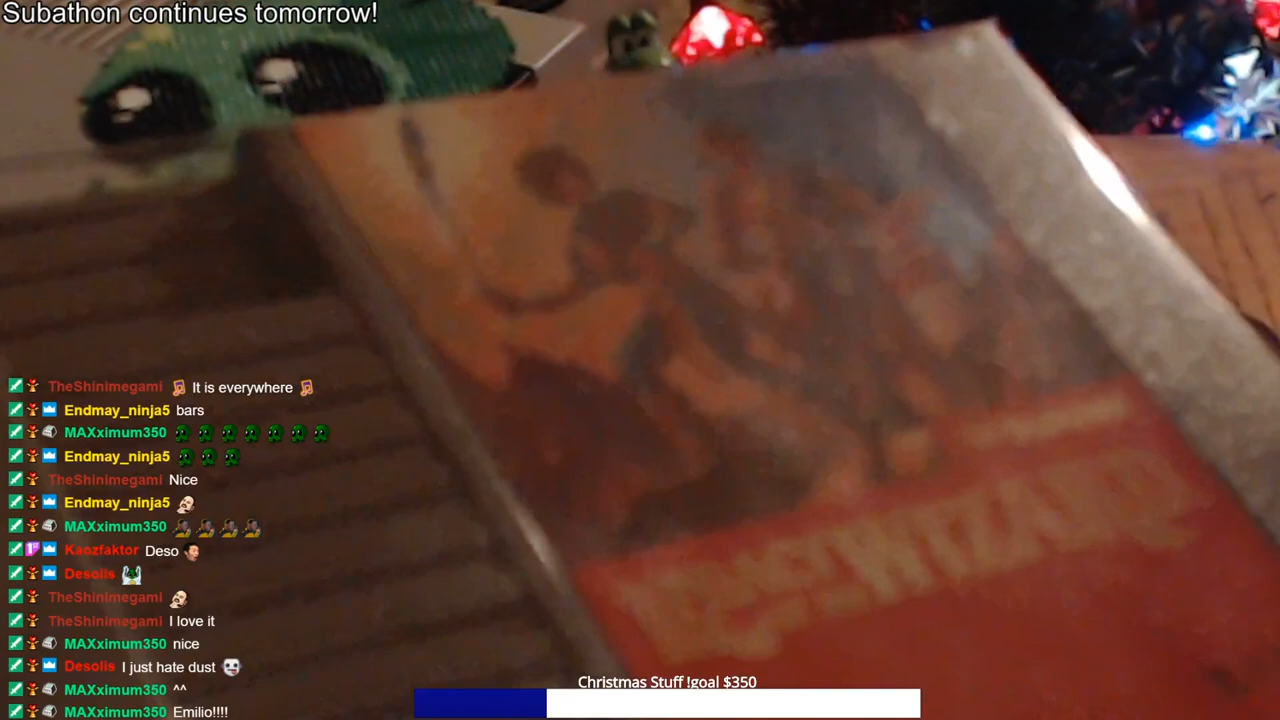 Subathon continues tomorrow!
TheShinimegami It is everywhere
Endmay_ninja5 bars
MAXximum350
Endmay_ninja5
TheShinimegami Nice
Endmay_ninja5
MAXximum350
Kaozfaktor Deso
Desolis
TheShinimegami
TheShinimegami I love it
MAXximum350 nice
Desolis I just hate dust
MAXximum350 ^^
MAXximum350 Emilio!!!!
Christmas Stuff !goal $350